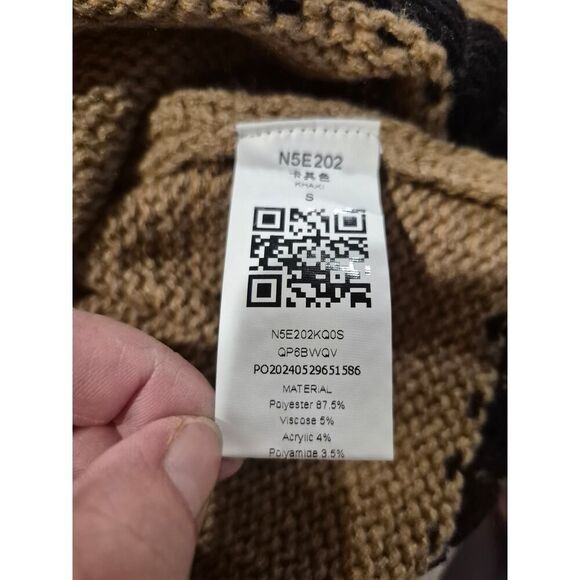 N5E202
卡其色
KHAKI
S
N5E202KQ0S
QP6BWQV
PO20240529651586
MATERIAL
Polyester 87.5%
Viscose 5%
Acrylic 4%
Polyamide 3.5%